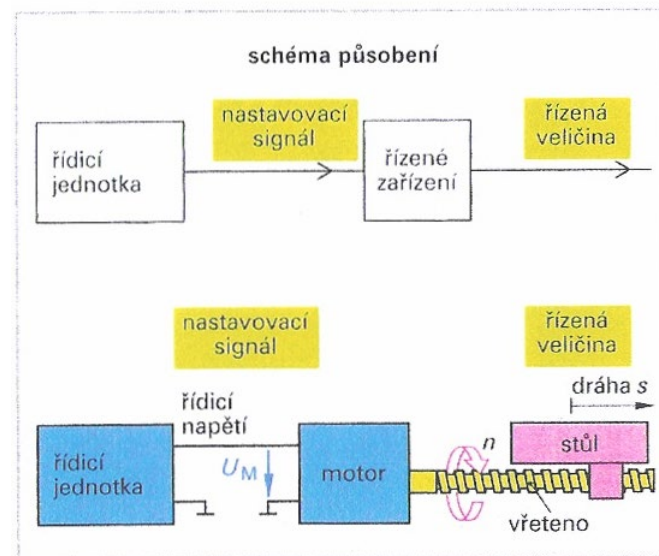 schéma působení
nastavovací
signál
řízená
veličina
řídicí
jednotka
řízené
zařízení
nastavovací
signál
řízená
veličina
dráha s
řídicí
napětí
řídicí
jednotka
UM
motor
n
stůl
vřeteno